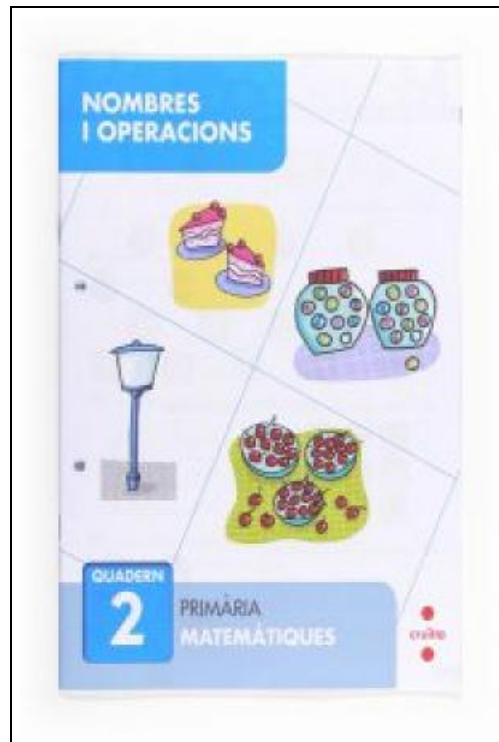 NOMBRES
I OPERACIONS
QUADERN
2
PRIMÀRIA
MATEMÀTIQUES
cruïlla